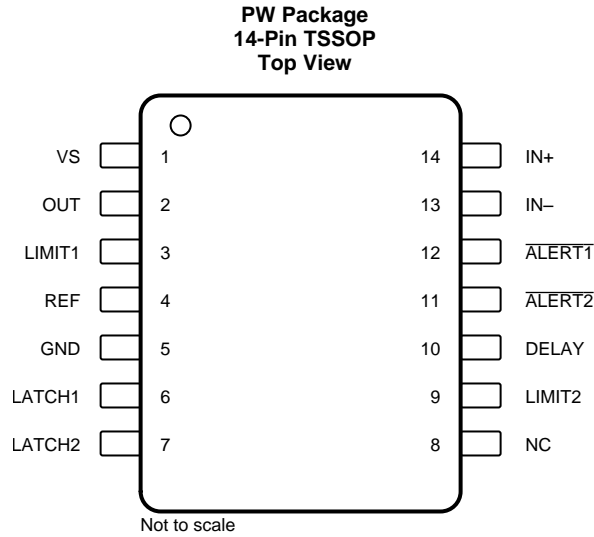 PW Package
14-Pin TSSOP
Top View
VS 1 14 IN+
OUT 2 13 IN–
LIMIT1 3 12 ALERT1
REF 4 11 ALERT2
GND 5 10 DELAY
LATCH1 6 9 LIMIT2
LATCH2 7 8 NC
Not to scale